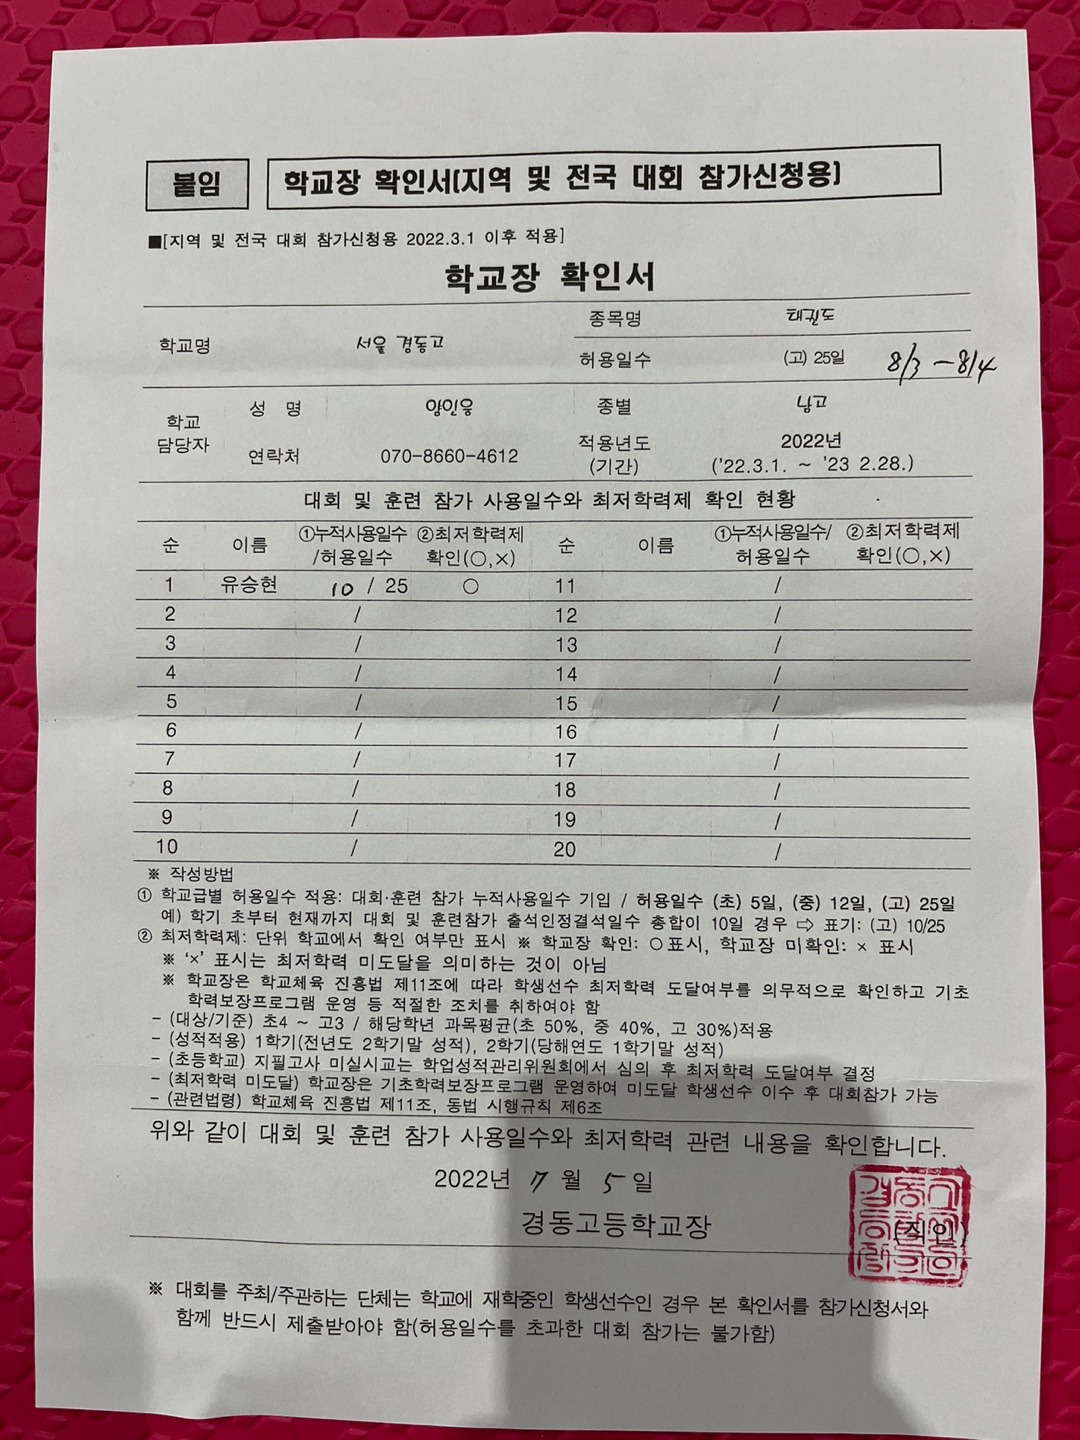 붙임 학교장 확인서(지역 및 전국 대회 참가신청용)
■[지역 및 전국 대회 참가신청용 2022.3.1 이후 적용]
학교장 확인서
학교명 서울 경동고 종목명 태권도
허용일수 (고) 25일 8/3 - 8/4
학교 담당자 성 명 양인웅 종별 남고
연락처 070-8660-4612 적용년도 (기간) 2022년 ('22.3.1. ~ '23 2.28.)
대회 및 훈련 참가 사용일수와 최저학력제 확인 현황
순 이름 ①누적사용일수 /허용일수 ②최저학력제 확인(○,×) 순 이름 ①누적사용일수/ 허용일수 ②최저학력제 확인(○,×)
1 유승현 10 / 25 ○ 11 /
2 / 12 /
3 / 13 /
4 / 14 /
5 / 15 /
6 / 16 /
7 / 17 /
8 / 18 /
9 / 19 /
10 / 20 /
※ 작성방법
① 학교급별 허용일수 적용: 대회·훈련 참가 누적사용일수 기입 / 허용일수 (초) 5일, (중) 12일, (고) 25일
예) 학기 초부터 현재까지 대회 및 훈련참가 출석인정결석일수 총합이 10일 경우 ⇨ 표기: (고) 10/25
② 최저학력제: 단위 학교에서 확인 여부만 표시 ※ 학교장 확인: ○표시, 학교장 미확인: × 표시
※ '×' 표시는 최저학력 미도달을 의미하는 것이 아님
※ 학교장은 학교체육 진흥법 제11조에 따라 학생선수 최저학력 도달여부를 의무적으로 확인하고 기초
학력보장프로그램 운영 등 적절한 조치를 취하여야 함
- (대상/기준) 초4 ~ 고3 / 해당학년 과목평균(초 50%, 중 40%, 고 30%)적용
- (성적적용) 1학기(전년도 2학기말 성적), 2학기(당해연도 1학기말 성적)
- (초등학교) 지필고사 미실시교는 학업성적관리위원회에서 심의 후 최저학력 도달여부 결정
- (최저학력 미도달) 학교장은 기초학력보장프로그램 운영하여 미도달 학생선수 이수 후 대회참가 가능
- (관련법령) 학교체육 진흥법 제11조, 동법 시행규칙 제6조
위와 같이 대회 및 훈련 참가 사용일수와 최저학력 관련 내용을 확인합니다.
2022년 7 월 5 일
경동고등학교장 (직인)
※ 대회를 주최/주관하는 단체는 학교에 재학중인 학생선수인 경우 본 확인서를 참가신청서와
함께 반드시 제출받아야 함(허용일수를 초과한 대회 참가는 불가함)